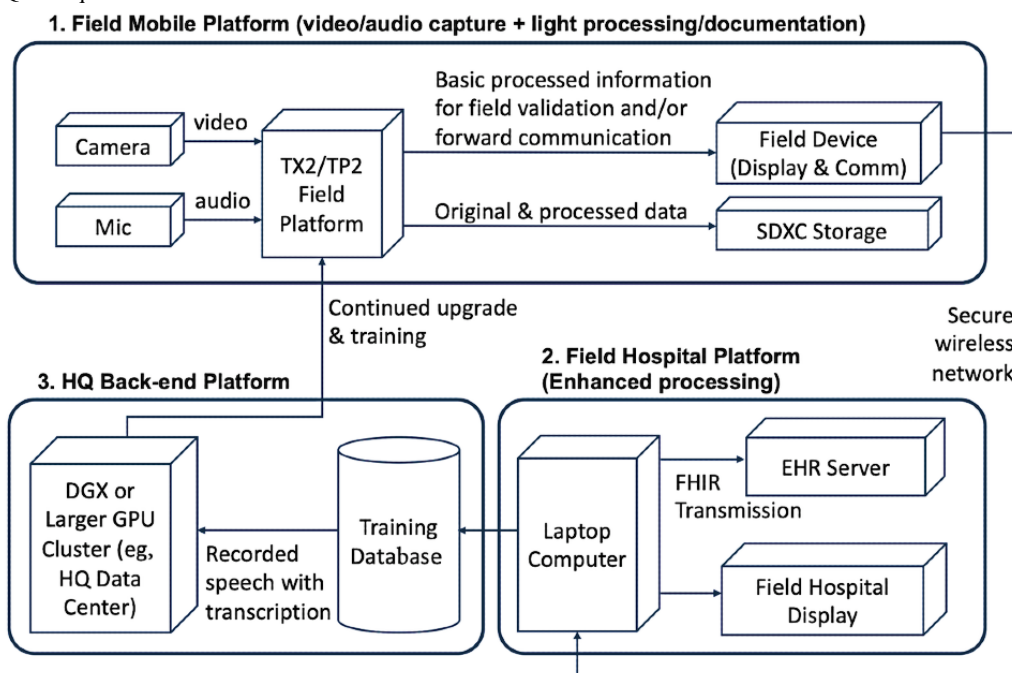 1. Field Mobile Platform (video/audio capture + light processing/documentation)
Camera
video
Mic
audio
TX2/TP2
Field
Platform
Basic processed information
for field validation and/or
forward communication
Original & processed data
Field Device
(Display & Comm)
SDXC Storage
Continued upgrade
& training
Secure
wireless
network
3. HQ Back-end Platform
DGX or
Larger GPU
Cluster (eg,
HQ Data
Center)
Recorded
speech with
transcription
Training
Database
2. Field Hospital Platform
(Enhanced processing)
Laptop
Computer
FHIR
Transmission
EHR Server
Field Hospital
Display